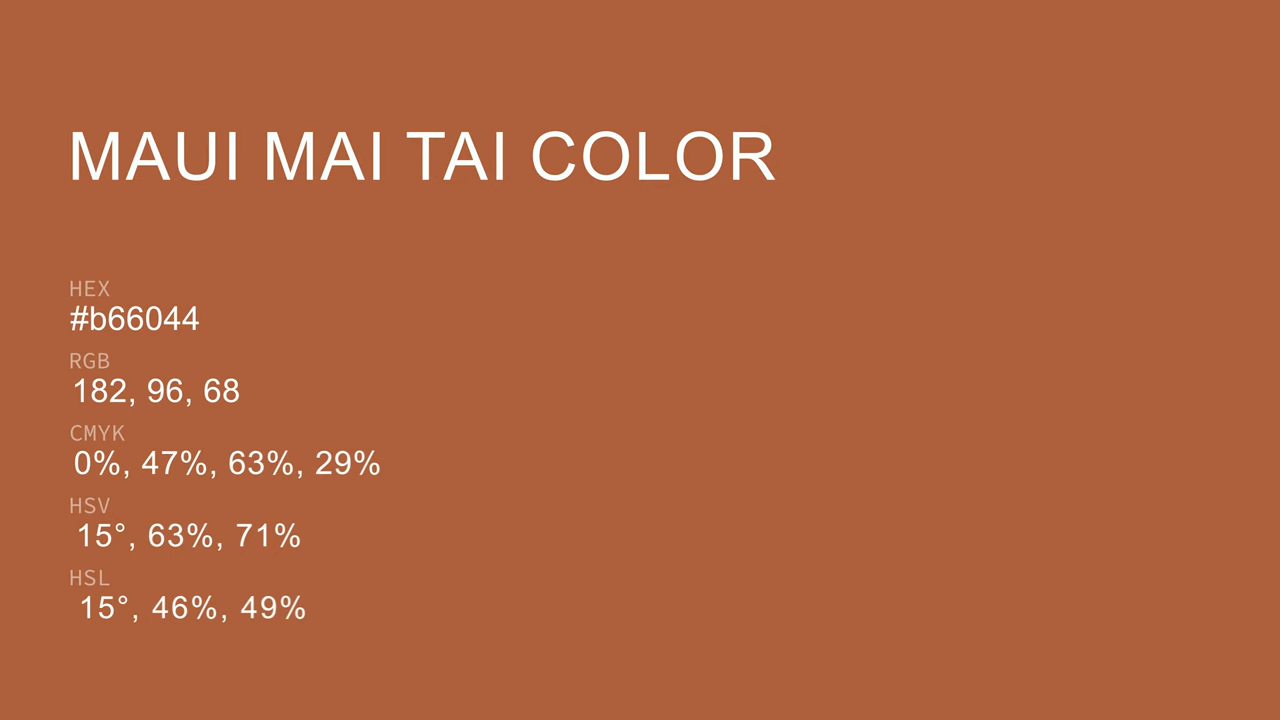 MAUI MAI TAI COLOR
HEX
#b66044
RGB
182, 96, 68
CMYK
0%, 47%, 63%, 29%
HSV
15°, 63%, 71%
HSL
15°, 46%, 49%